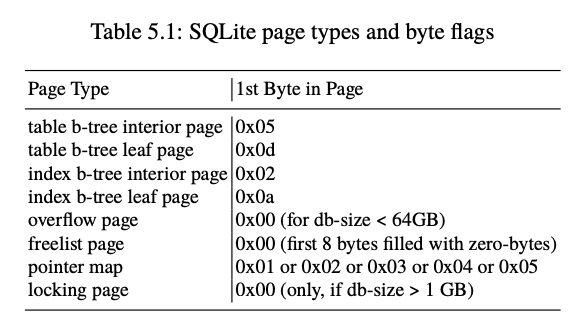 Table 5.1: SQLite page types and byte flags
Page Type 1st Byte in Page
table b-tree interior page 0x05
table b-tree leaf page 0x0d
index b-tree interior page 0x02
index b-tree leaf page 0x0a
overflow page 0x00 (for db-size < 64GB)
freelist page 0x00 (first 8 bytes filled with zero-bytes)
pointer map 0x01 or 0x02 or 0x03 or 0x04 or 0x05
locking page 0x00 (only, if db-size > 1 GB)